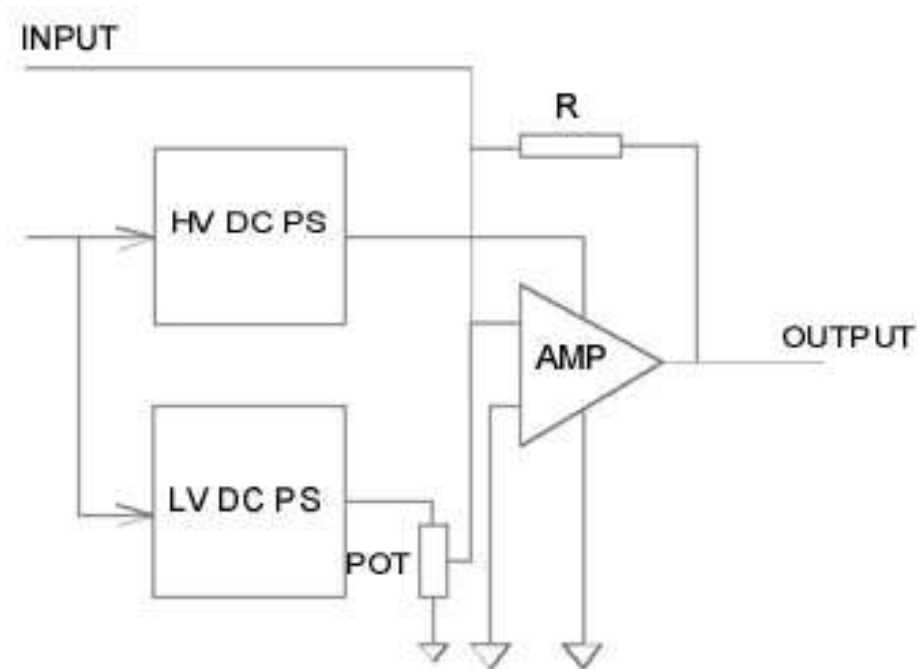 INPUT
R
HV DC PS
AMP
OUTPUT
LV DC PS
POT